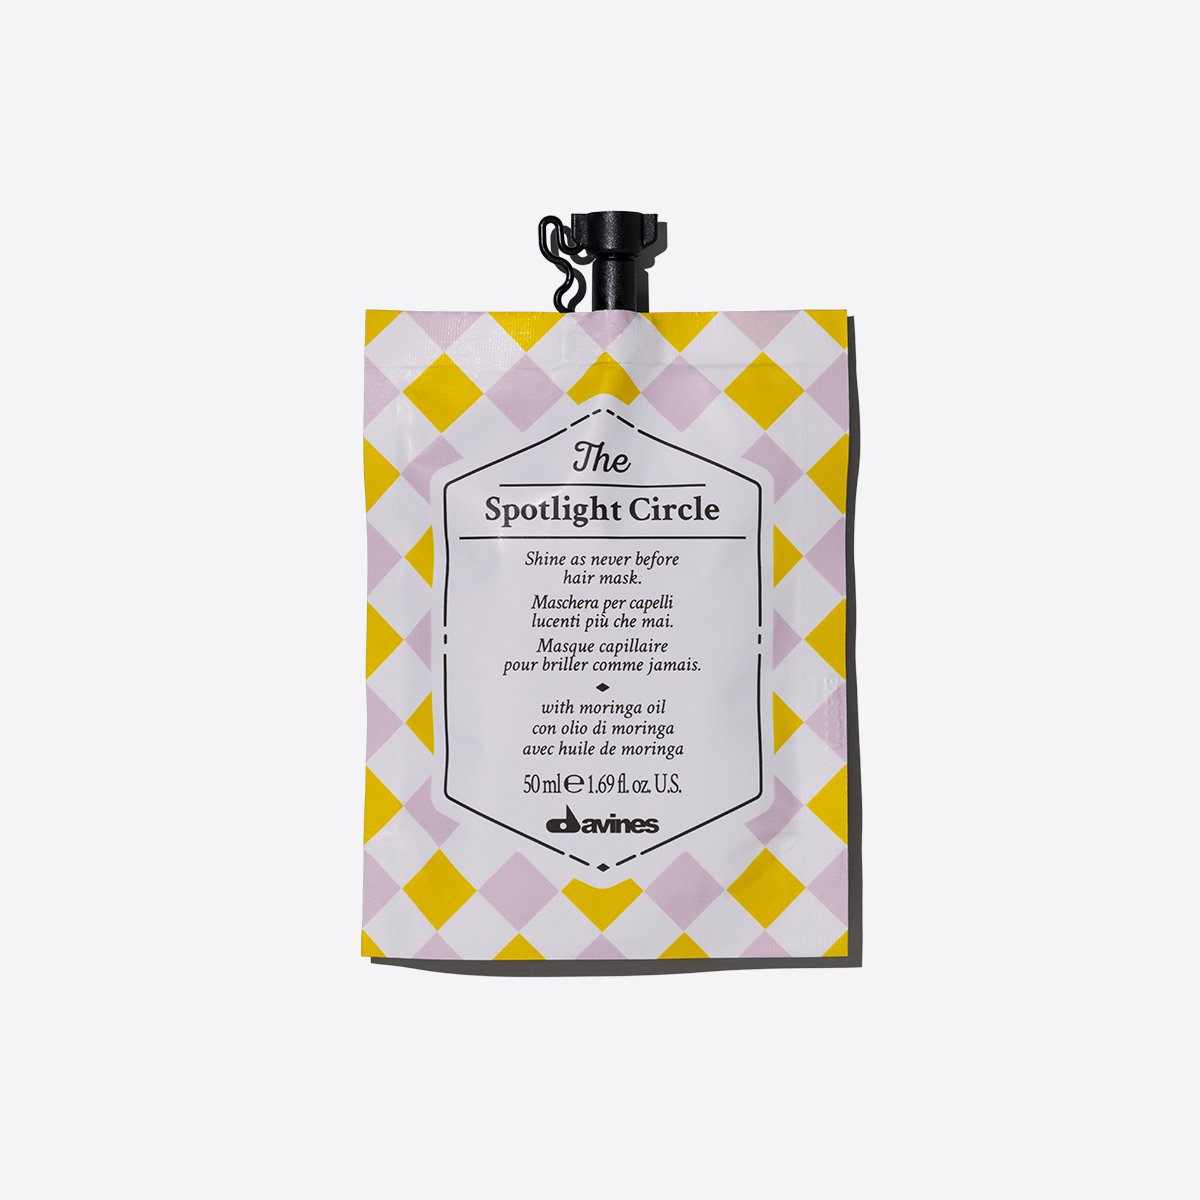 The
Spotlight Circle
Shine as never before
hair mask.
Maschera per capelli
lucenti più che mai.
Masque capillaire
pour briller comme jamais.
with moringa oil
con olio di moringa
avec huile de moringa
50 ml ℮ 1.69 fl. oz. U.S.
davines